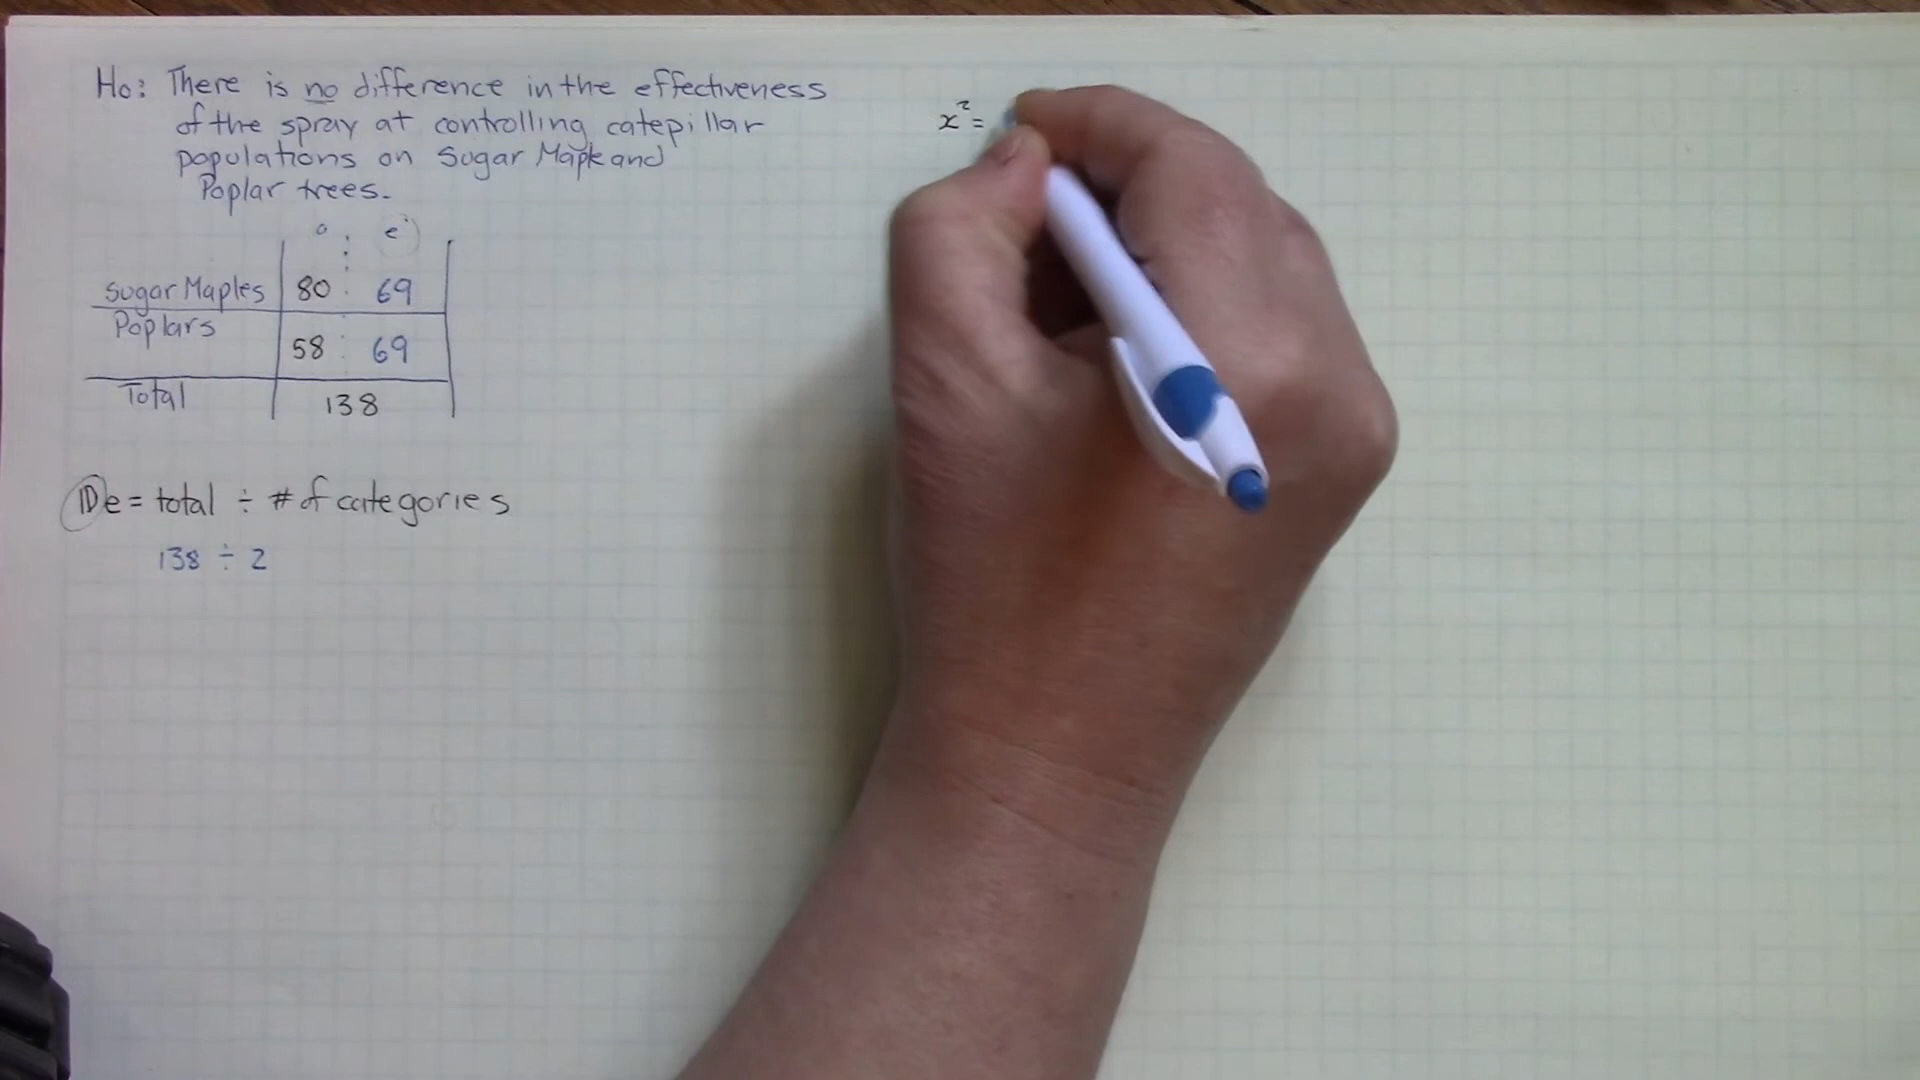 Ho: There is no difference in the effectiveness
of the spray at controlling catepillar
populations on Sugar Maple and
Poplar trees.
x²=
o e
Sugar Maples 80 69
Poplars 58 69
Total 138
① e = total ÷ # of categories
138 ÷ 2